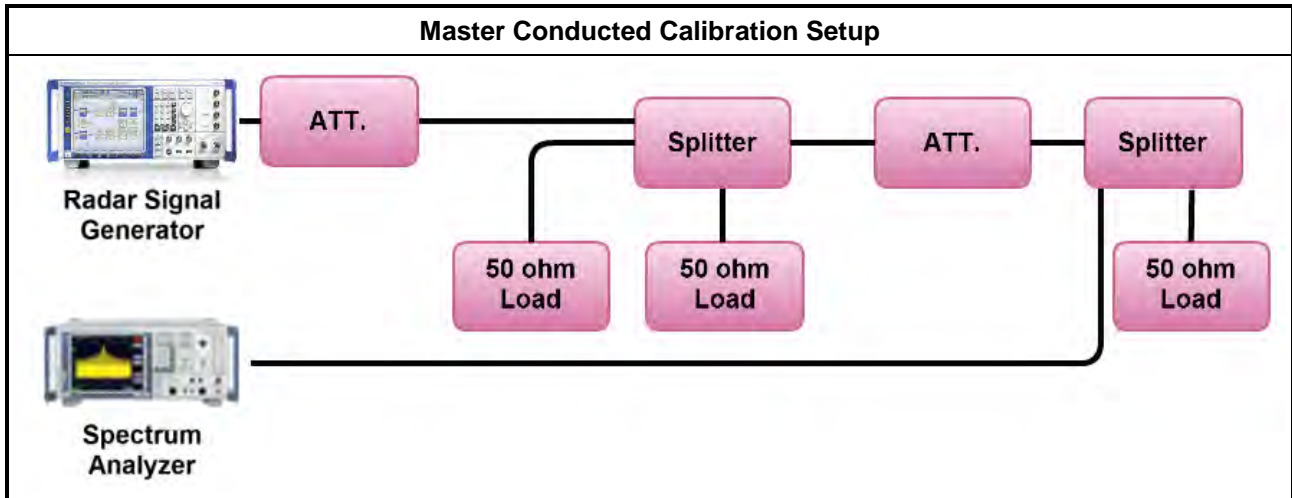 Master Conducted Calibration Setup
ATT.
Splitter
ATT.
Splitter
Radar Signal
Generator
50 ohm
Load
50 ohm
Load
50 ohm
Load
Spectrum
Analyzer